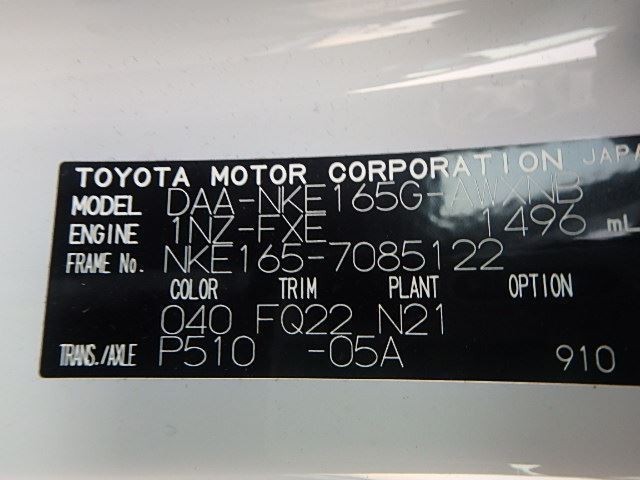 TOYOTA MOTOR CORPORATION JAPA
MODEL DAA-NKE165G-AWXNB
ENGINE 1NZ-FXE 1496 mL
FRAME No. NKE165-7085122
COLOR TRIM PLANT OPTION
040 FQ22 N21
TRANS./AXLE P510 -05A 910